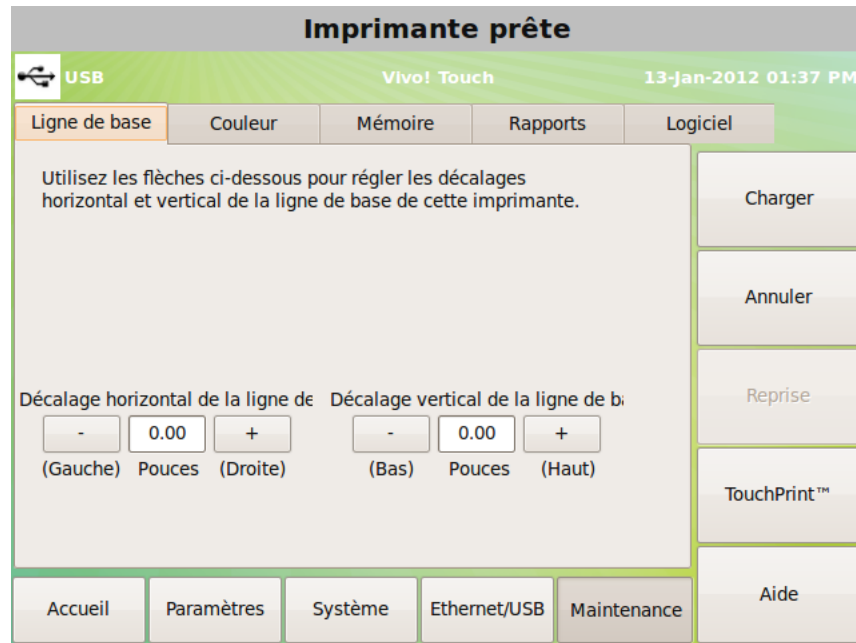 Imprimante prête
USB
Vivo! Touch
13-Jan-2012 01:37 PM
Ligne de base
Couleur
Mémoire
Rapports
Logiciel
Utilisez les flèches ci-dessous pour régler les décalages
horizontal et vertical de la ligne de base de cette imprimante.
Charger
Annuler
Reprise
TouchPrint™
Aide
Décalage horizontal de la ligne de
- 0.00 +
(Gauche) Pouces (Droite)
Décalage vertical de la ligne de
- 0.00 +
(Bas) Pouces (Haut)
Accueil
Paramètres
Système
Ethernet/USB
Maintenance